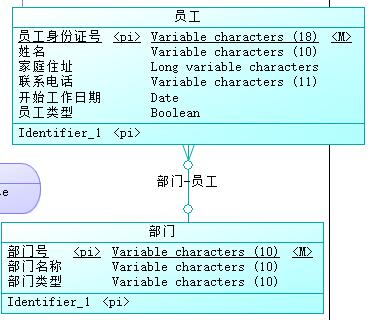 员工
员工身份证号 <pi> Variable characters (18) <M>
姓名 Variable characters (10)
家庭住址 Long variable characters
联系电话 Variable characters (11)
开始工作日期 Date
员工类型 Boolean
Identifier_1 <pi>
部门-员工
部门
部门号 <pi> Variable characters (10) <M>
部门名称 Variable characters (10)
部门类型 Variable characters (10)
Identifier_1 <pi>